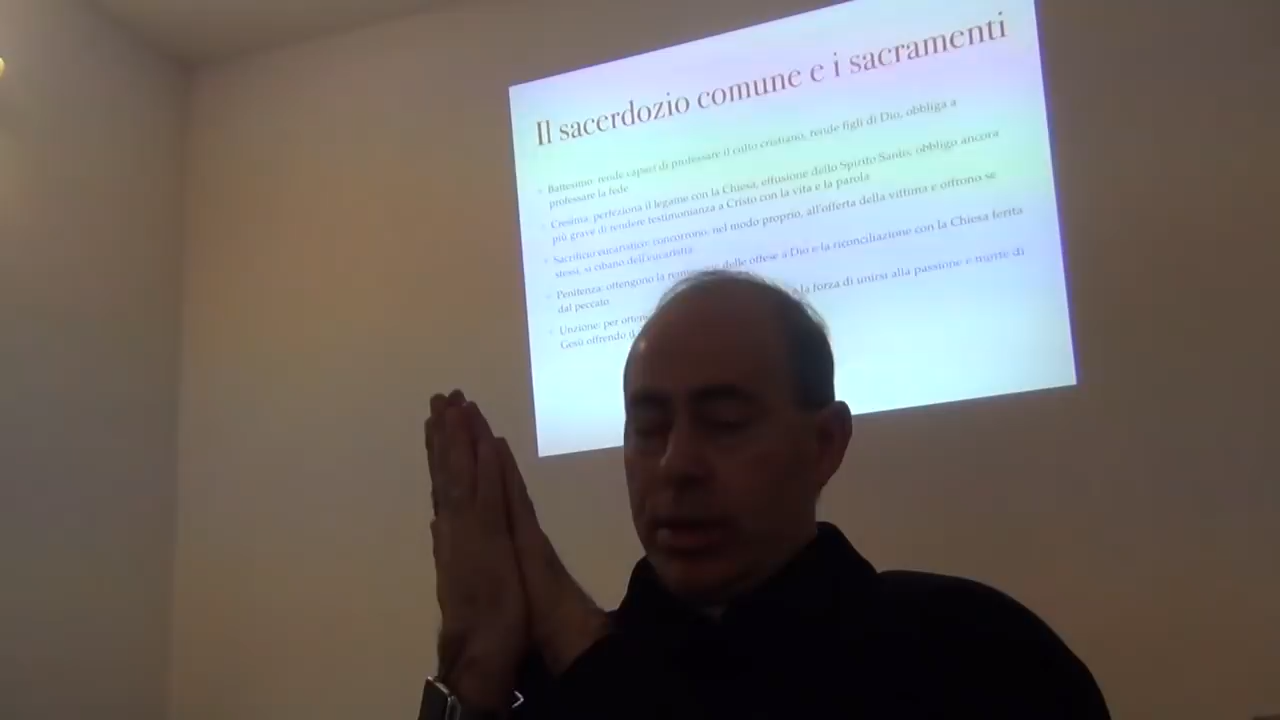 Il sacerdozio comune e i sacramenti
Battesimo: rende capaci di professare il culto cristiano, rende figli di Dio, obbliga a
professare la fede
Cresima: perfeziona il legame con la Chiesa, effusione dello Spirito Santo, obbligo ancora
più grave di rendere testimonianza a Cristo con la vita e la parola
Sacrificio eucaristico: concorrono, nel modo proprio, all'offerta della vittima e offrono se
stessi, si cibano dell'eucaristia
Penitenza: ottengono la delle offese a Dio e la riconciliazione con la Chiesa ferita
dal peccato
Unzione: per la forza di unirsi alla passione e morte di
Gesù offrendo